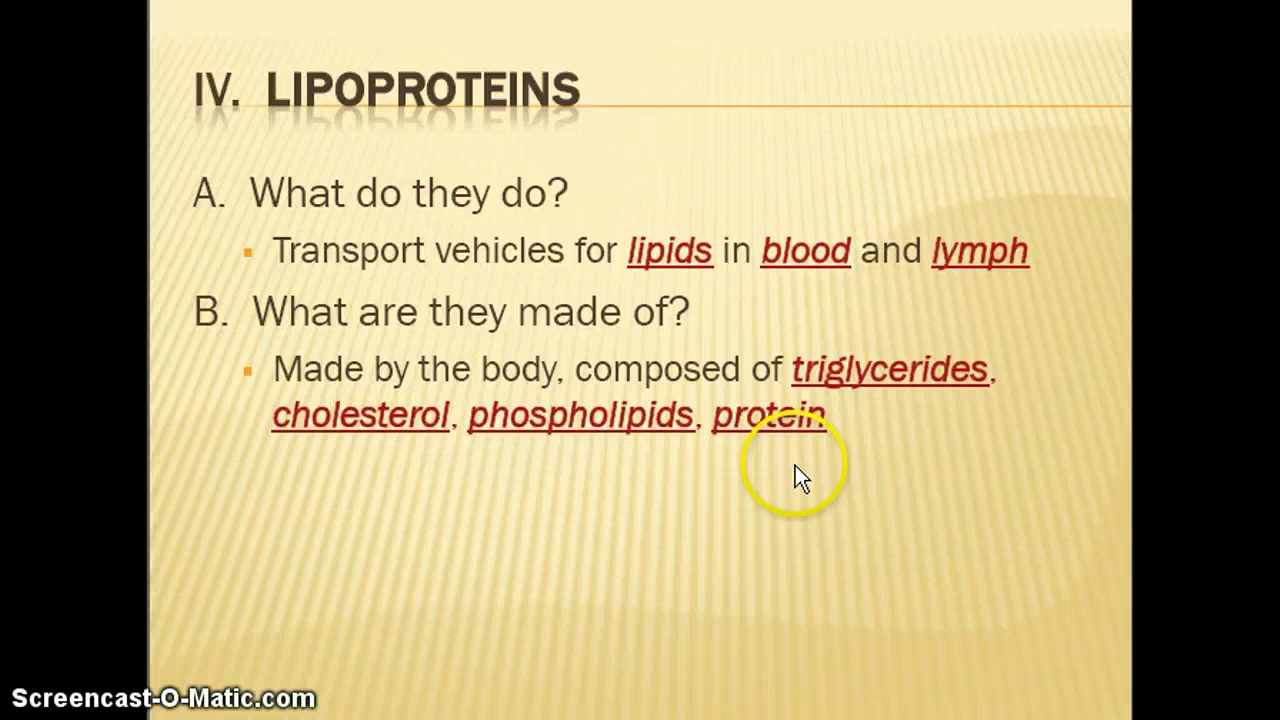 IV. LIPOPROTEINS
A. What do they do?
▪ Transport vehicles for lipids in blood and lymph
B. What are they made of?
▪ Made by the body, composed of triglycerides,
cholesterol, phospholipids, protein
Screencast-O-Matic.com